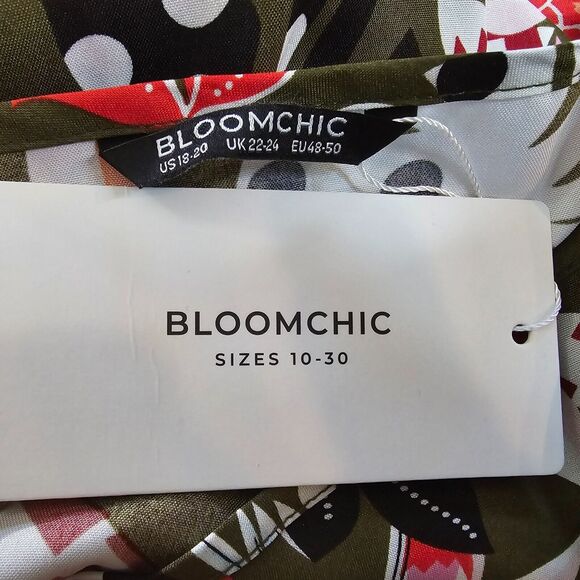 BLOOMCHIC
US18-20 UK22-24 EU48-50
BLOOMCHIC
SIZES 10-30